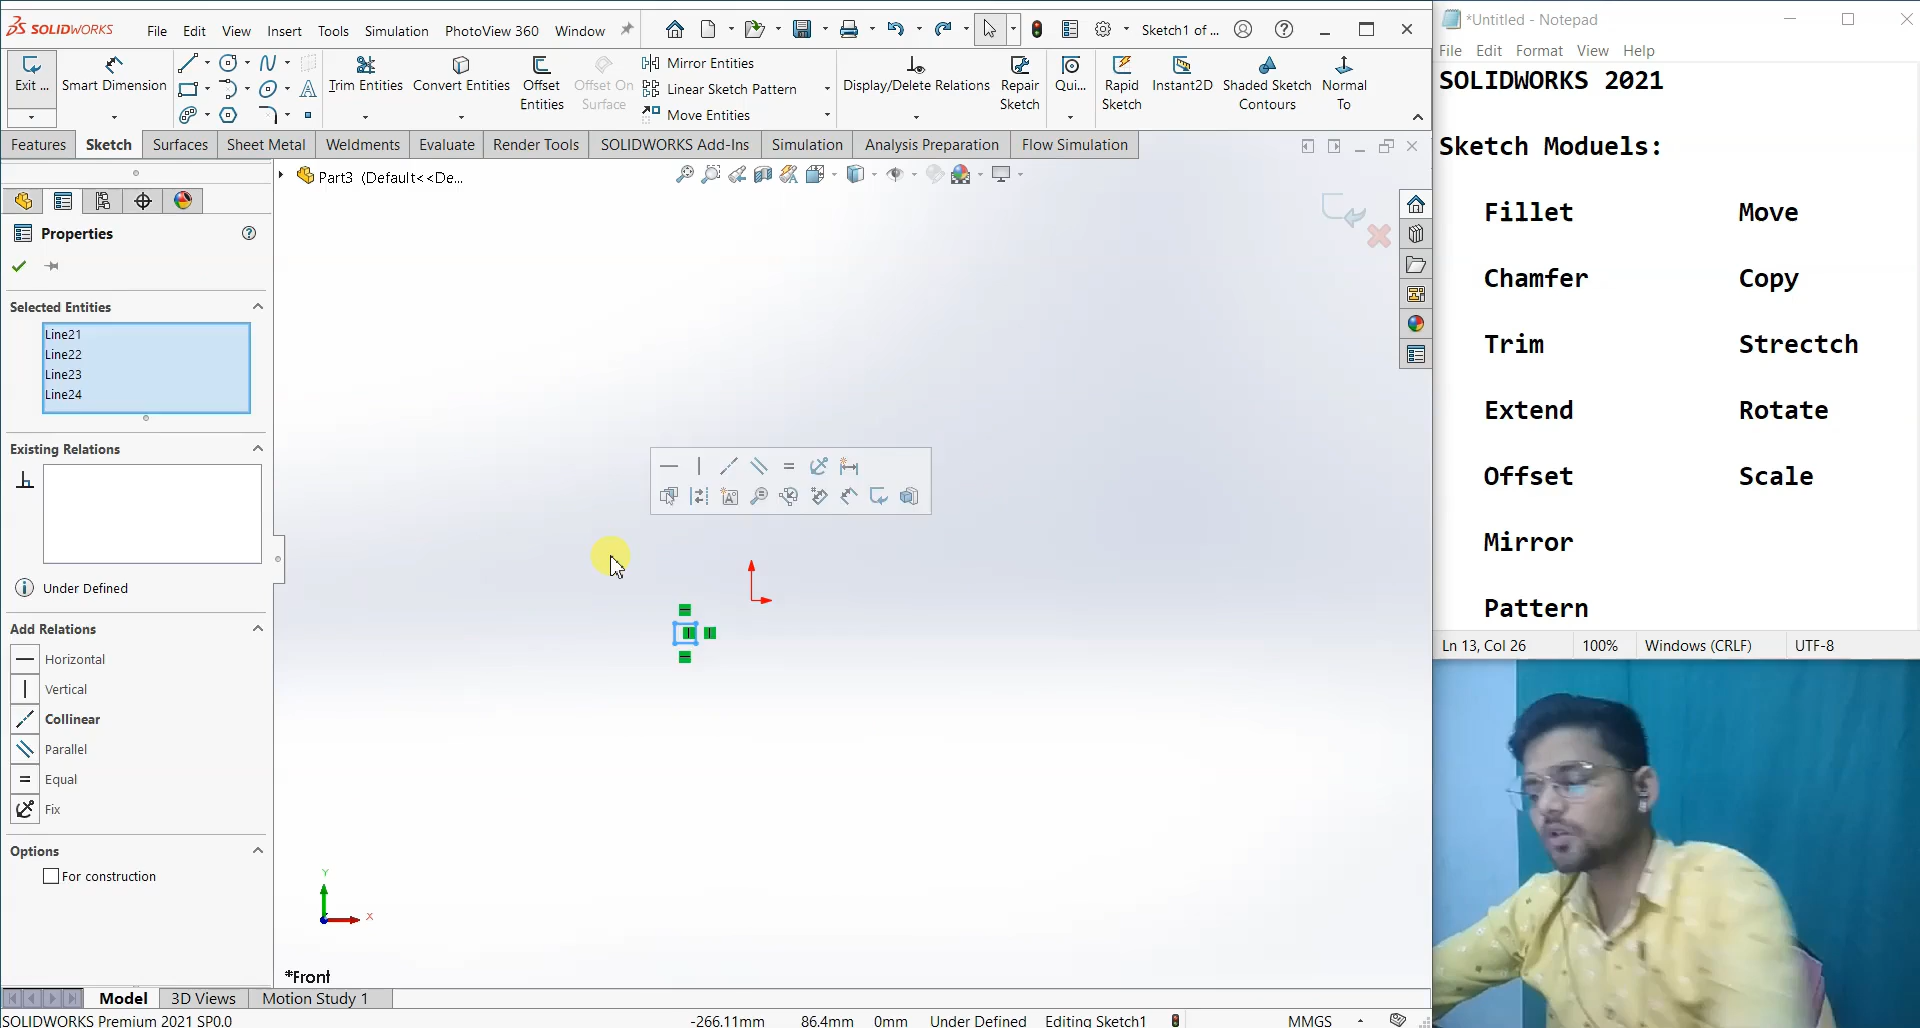 SOLIDWORKS
File Edit View Insert Tools Simulation PhotoView 360 Window
Sketch1 of ...
Exit ...
Smart Dimension
Trim Entities
Convert Entities
Offset Entities
Offset On Surface
Mirror Entities
Linear Sketch Pattern
Move Entities
Display/Delete Relations
Repair Sketch
Qui...
Rapid Sketch
Instant2D
Shaded Sketch Contours
Normal To
Features Sketch Surfaces Sheet Metal Weldments Evaluate Render Tools SOLIDWORKS Add-Ins Simulation Analysis Preparation Flow Simulation
Part3 (Default<<De...
Properties
Selected Entities
Line21
Line22
Line23
Line24
Existing Relations
Under Defined
Add Relations
Horizontal
Vertical
Collinear
Parallel
Equal
Fix
Options
For construction
Y
X
*Front
Model 3D Views Motion Study 1
SOLIDWORKS Premium 2021 SP0.0
-266.11mm 86.4mm 0mm Under Defined Editing Sketch1 MMGS
*Untitled - Notepad
File Edit Format View Help
SOLIDWORKS 2021
Sketch Moduels:
Fillet Move
Chamfer Copy
Trim Strectch
Extend Rotate
Offset Scale
Mirror
Pattern
Ln 13, Col 26 100% Windows (CRLF) UTF-8